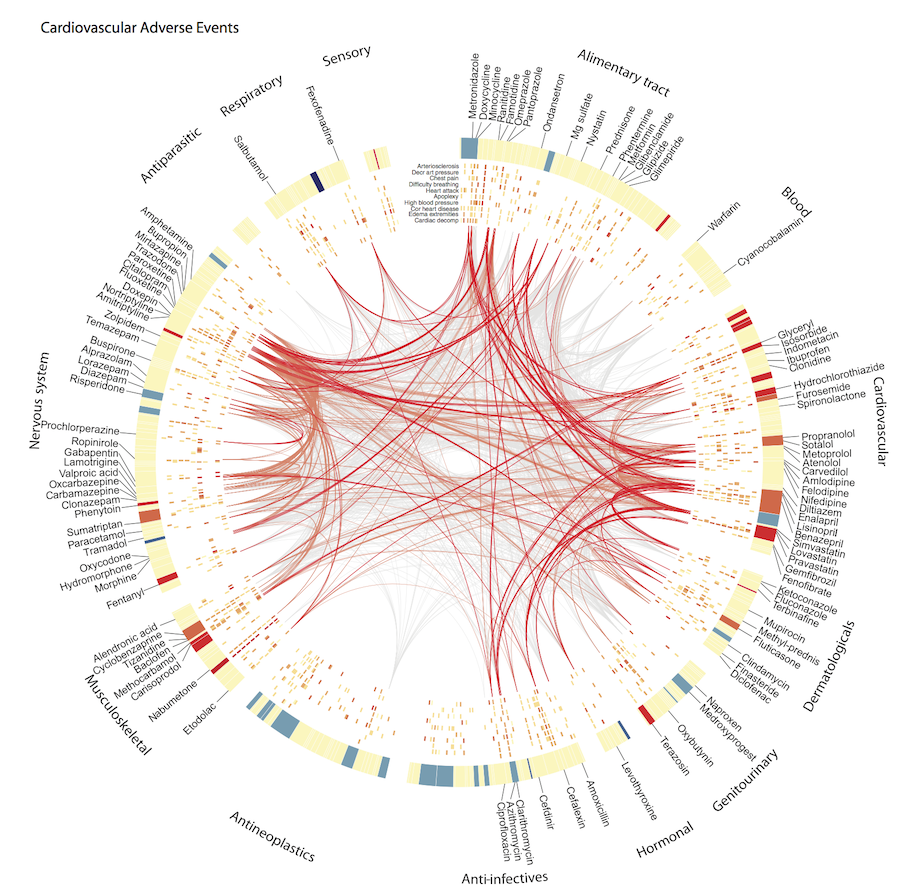 Cardiovascular Adverse Events
Sensory
Respiratory
Antiparasitic
Alimentary tract
Blood
Cardiovascular
Dermatologicals
Genitourinary
Hormonal
Anti-infectives
Antineoplastics
Musculoskeletal
Nervous system
Arteriosclerosis
Decr art pressure
Chest pain
Difficulty breathing
Heart attack
Apoplexy
High blood pressure
Cor heart disease
Edema extremities
Cardiac decomp
Metronidazole
Doxycycline
Minocycline
Ranitidine
Famotidine
Omeprazole
Pantoprazole
Ondansetron
Mg sulfate
Nystatin
Prednisone
Phentermine
Metformin
Glibenclamide
Glipizide
Glimepiride
Warfarin
Cyanocobalamin
Glyceryl
Isosorbide
Indometacin
Ibuprofen
Clonidine
Hydrochlorothiazide
Furosemide
Spironolactone
Propranolol
Sotalol
Metoprolol
Atenolol
Carvedilol
Amlodipine
Felodipine
Nifedipine
Diltiazem
Enalapril
Lisinopril
Benazepril
Simvastatin
Lovastatin
Pravastatin
Gemfibrozil
Fenofibrate
Ketoconazole
Fluconazole
Terbinafine
Mupirocin
Methyl-prednis
Fluticasone
Clindamycin
Finasteride
Diclofenac
Naproxen
Medroxyprogest
Oxybutynin
Terazosin
Levothyroxine
Amoxicillin
Cefalexin
Cefdinir
Clarithromycin
Azithromycin
Ciprofloxacin
Etodolac
Nabumetone
Carisoprodol
Methocarbamol
Baclofen
Tizanidine
Cyclobenzaprine
Alendronic acid
Fentanyl
Morphine
Hydromorphone
Oxycodone
Tramadol
Paracetamol
Sumatriptan
Phenytoin
Clonazepam
Carbamazepine
Oxcarbazepine
Valproic acid
Lamotrigine
Gabapentin
Ropinirole
Prochlorperazine
Risperidone
Diazepam
Lorazepam
Alprazolam
Buspirone
Temazepam
Zolpidem
Amitriptyline
Nortriptyline
Doxepin
Fluoxetine
Citalopram
Paroxetine
Trazodone
Mirtazapine
Bupropion
Amphetamine
Salbutamol
Fexofenadine